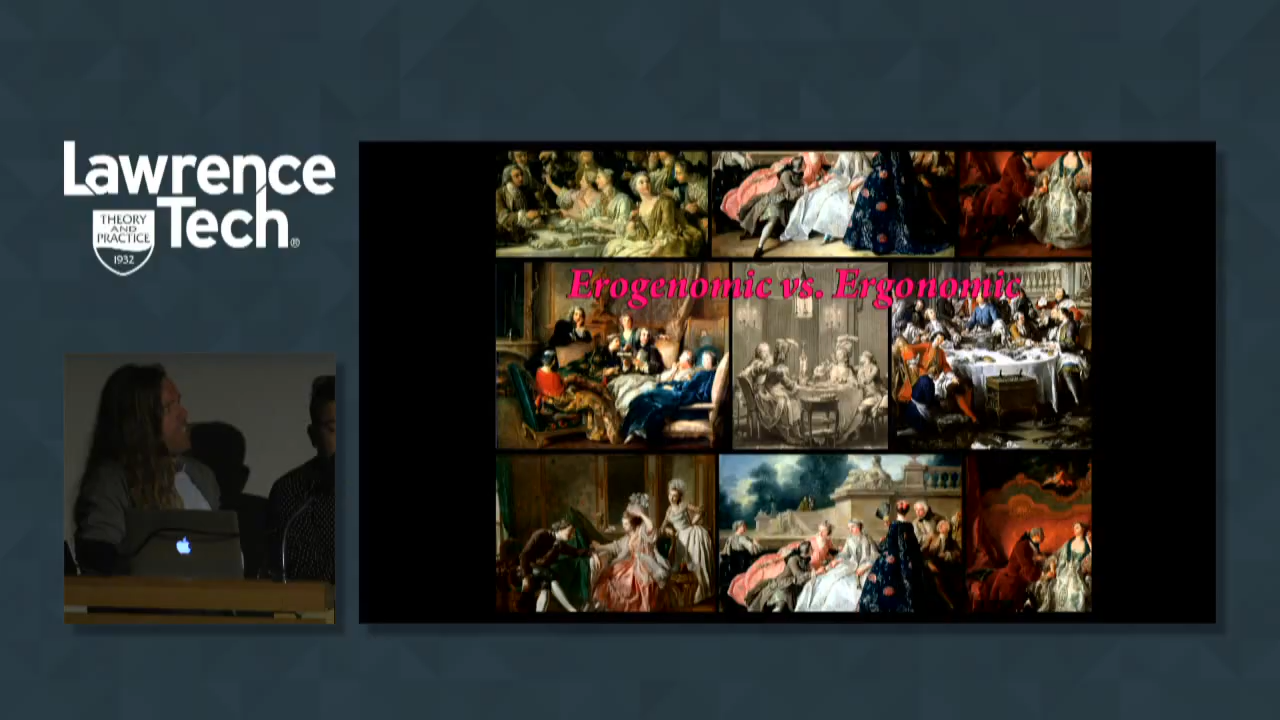 Lawrence
Tech®
THEORY
AND
PRACTICE
1932
Erogenomic vs. Ergonomic